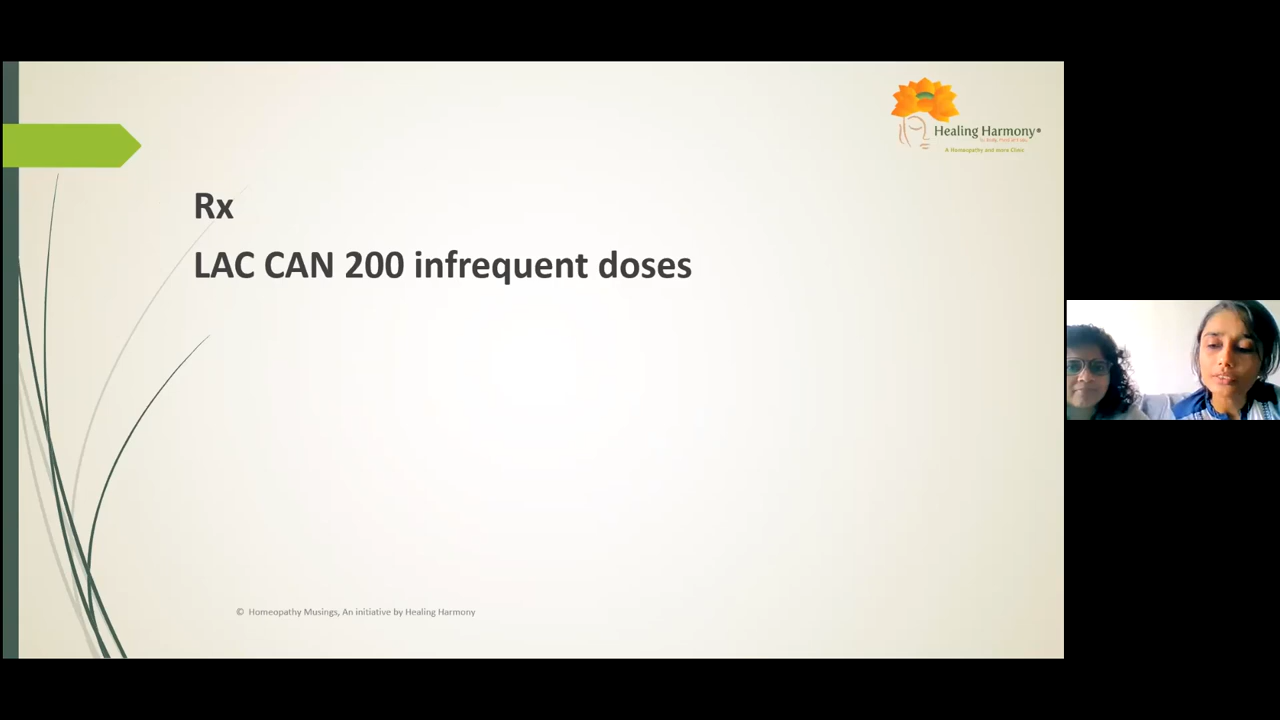 Healing Harmony®
A Homeopathy and more Clinic
Rx
LAC CAN 200 infrequent doses
© Homeopathy Musings, An initiative by Healing Harmony